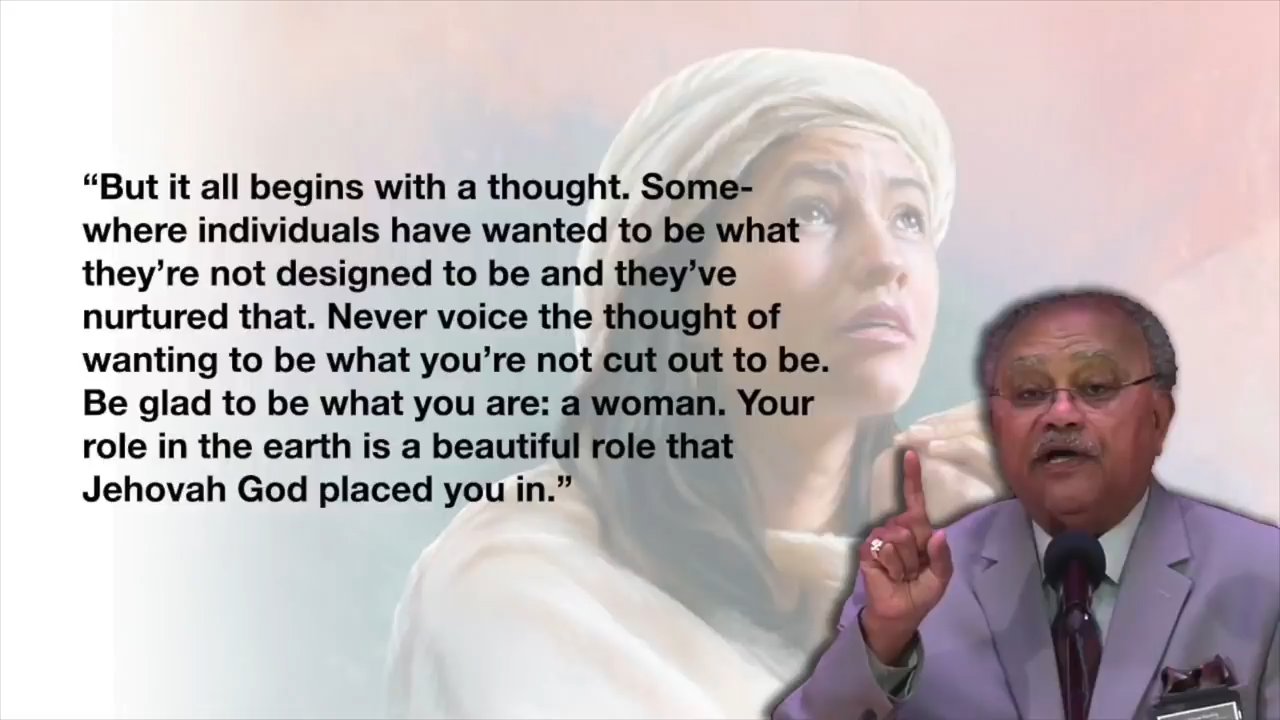 “But it all begins with a thought. Some-
where individuals have wanted to be what
they’re not designed to be and they’ve
nurtured that. Never voice the thought of
wanting to be what you’re not cut out to be.
Be glad to be what you are: a woman. Your
role in the earth is a beautiful role that
Jehovah God placed you in.”